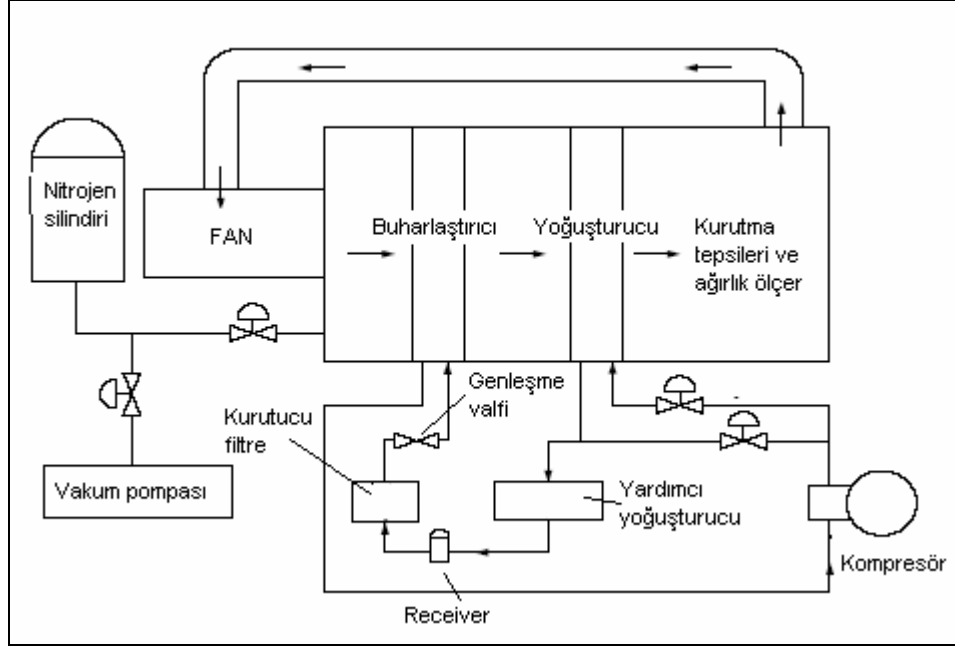 Nitrojen
silindiri
FAN
Buharlaştırıcı
Yoğuşturucu
Kurutma
tepsileri ve
ağırlık ölçer
Genleşme
valfi
Kurutucu
filtre
Vakum pompası
Yardımcı
yoğuşturucu
Kompresör
Receiver